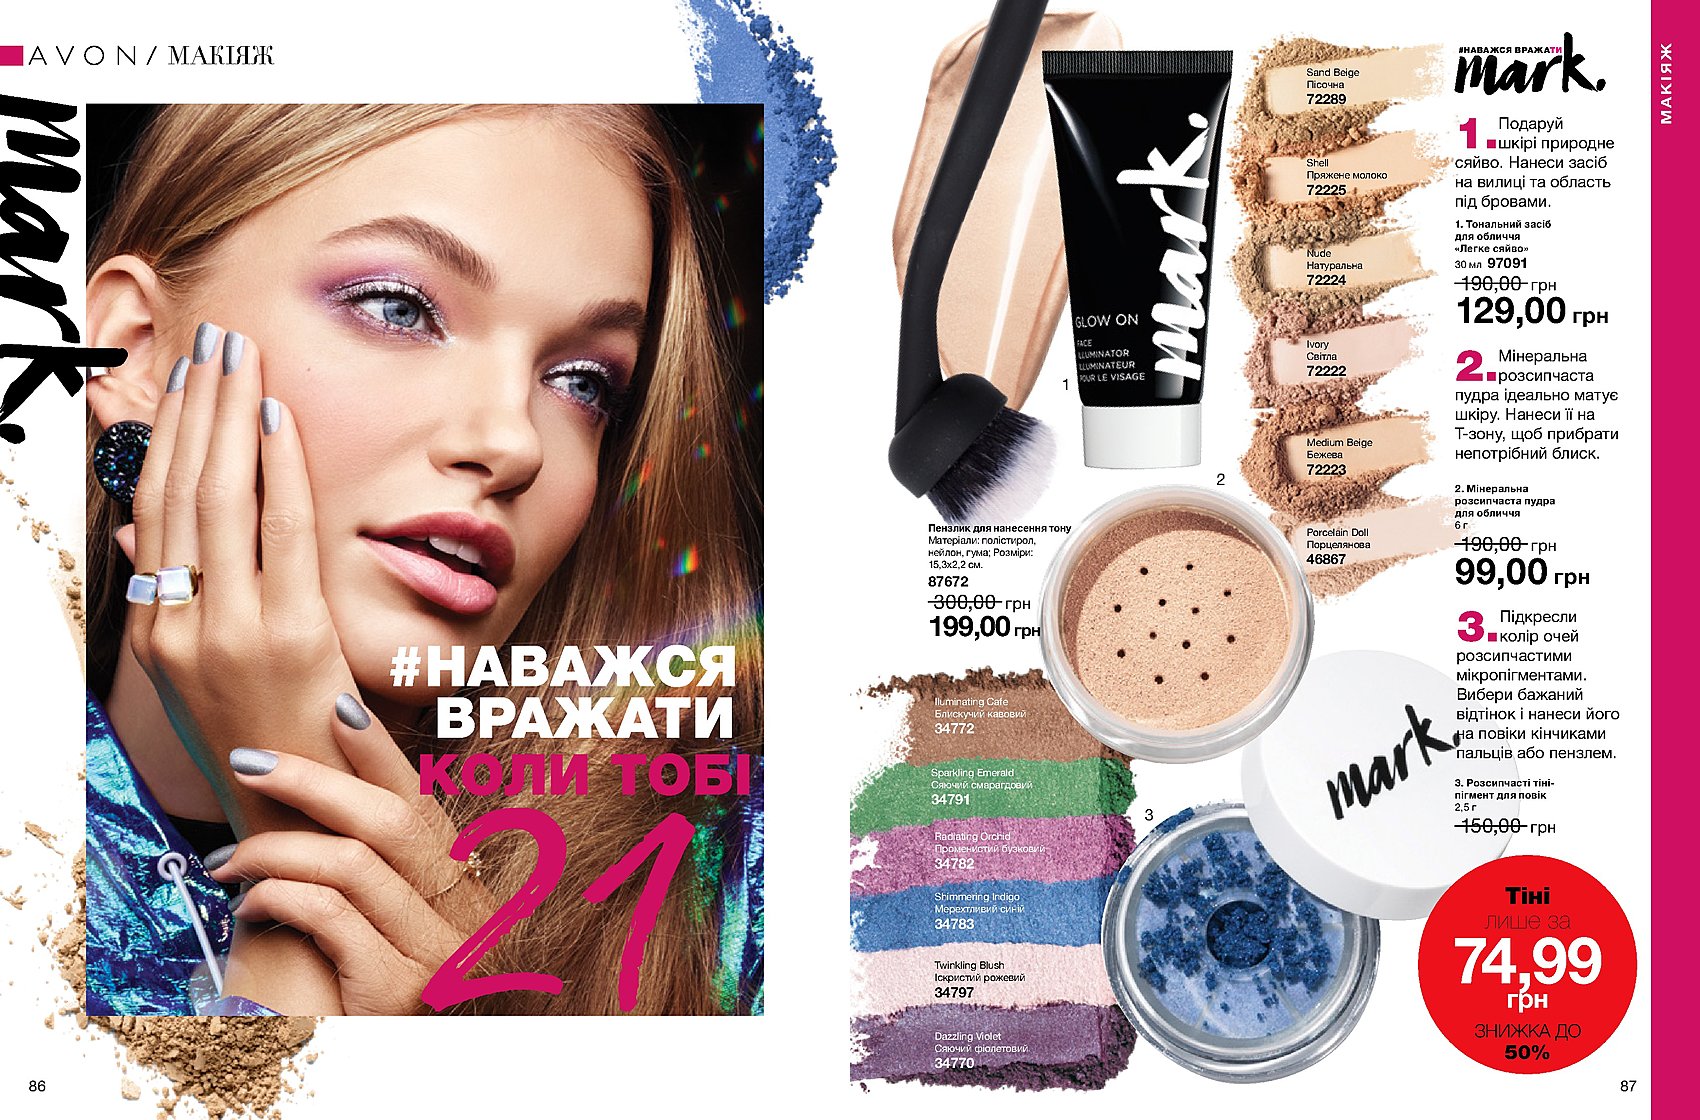 AVON / МАКІЯЖ
mark.
#НАВАЖСЯ
ВРАЖАТИ
КОЛИ ТОБІ
21
86
mark.
GLOW ON
FACE
ILLUMINATOR
ILLUMINATEUR
POUR LE VISAGE
1
Пензлик для нанесення тону
Матеріали: полістирол,
нейлон, гума; Розміри:
15,3х2,2 см.
87672
300,00 грн
199,00 грн
Sand Beige
Пісочна
72289
Shell
Пряжене молоко
72225
Nude
Натуральна
72224
Ivory
Світла
72222
Medium Beige
Бежева
72223
Porcelain Doll
Порцелянова
46867
2
Illuminating Cafe
Блискучий кавовий
34772
Sparkling Emerald
Сяючий смарагдовий
34791
Radiating Orchid
Променистий бузковий
34782
Shimmering Indigo
Мерехтливий синій
34783
Twinkling Blush
Іскристий рожевий
34797
Dazzling Violet
Сяючий фіолетовий
34770
3
mark.
#НАВАЖСЯ ВРАЖАТИ
mark.
МАКІЯЖ
1. Подаруй
шкірі природне
сяйво. Нанеси засіб
на вилиці та область
під бровами.
1. Тональний засіб
для обличчя
«Легке сяйво»
30 мл 97091
190,00 грн
129,00 грн
2. Мінеральна
розсипчаста
пудра ідеально матує
шкіру. Нанеси її на
Т-зону, щоб прибрати
непотрібний блиск.
2. Мінеральна
розсипчаста пудра
для обличчя
6 г
190,00 грн
99,00 грн
3. Підкресли
колір очей
розсипчастими
мікропігментами.
Вибери бажаний
відтінок і нанеси його
на повіки кінчиками
пальців або пензлем.
3. Розсипчасті тіні-
пігмент для повік
2,5 г
150,00 грн
Тіні
лише за
74,99
грн
ЗНИЖКА ДО
50%
87